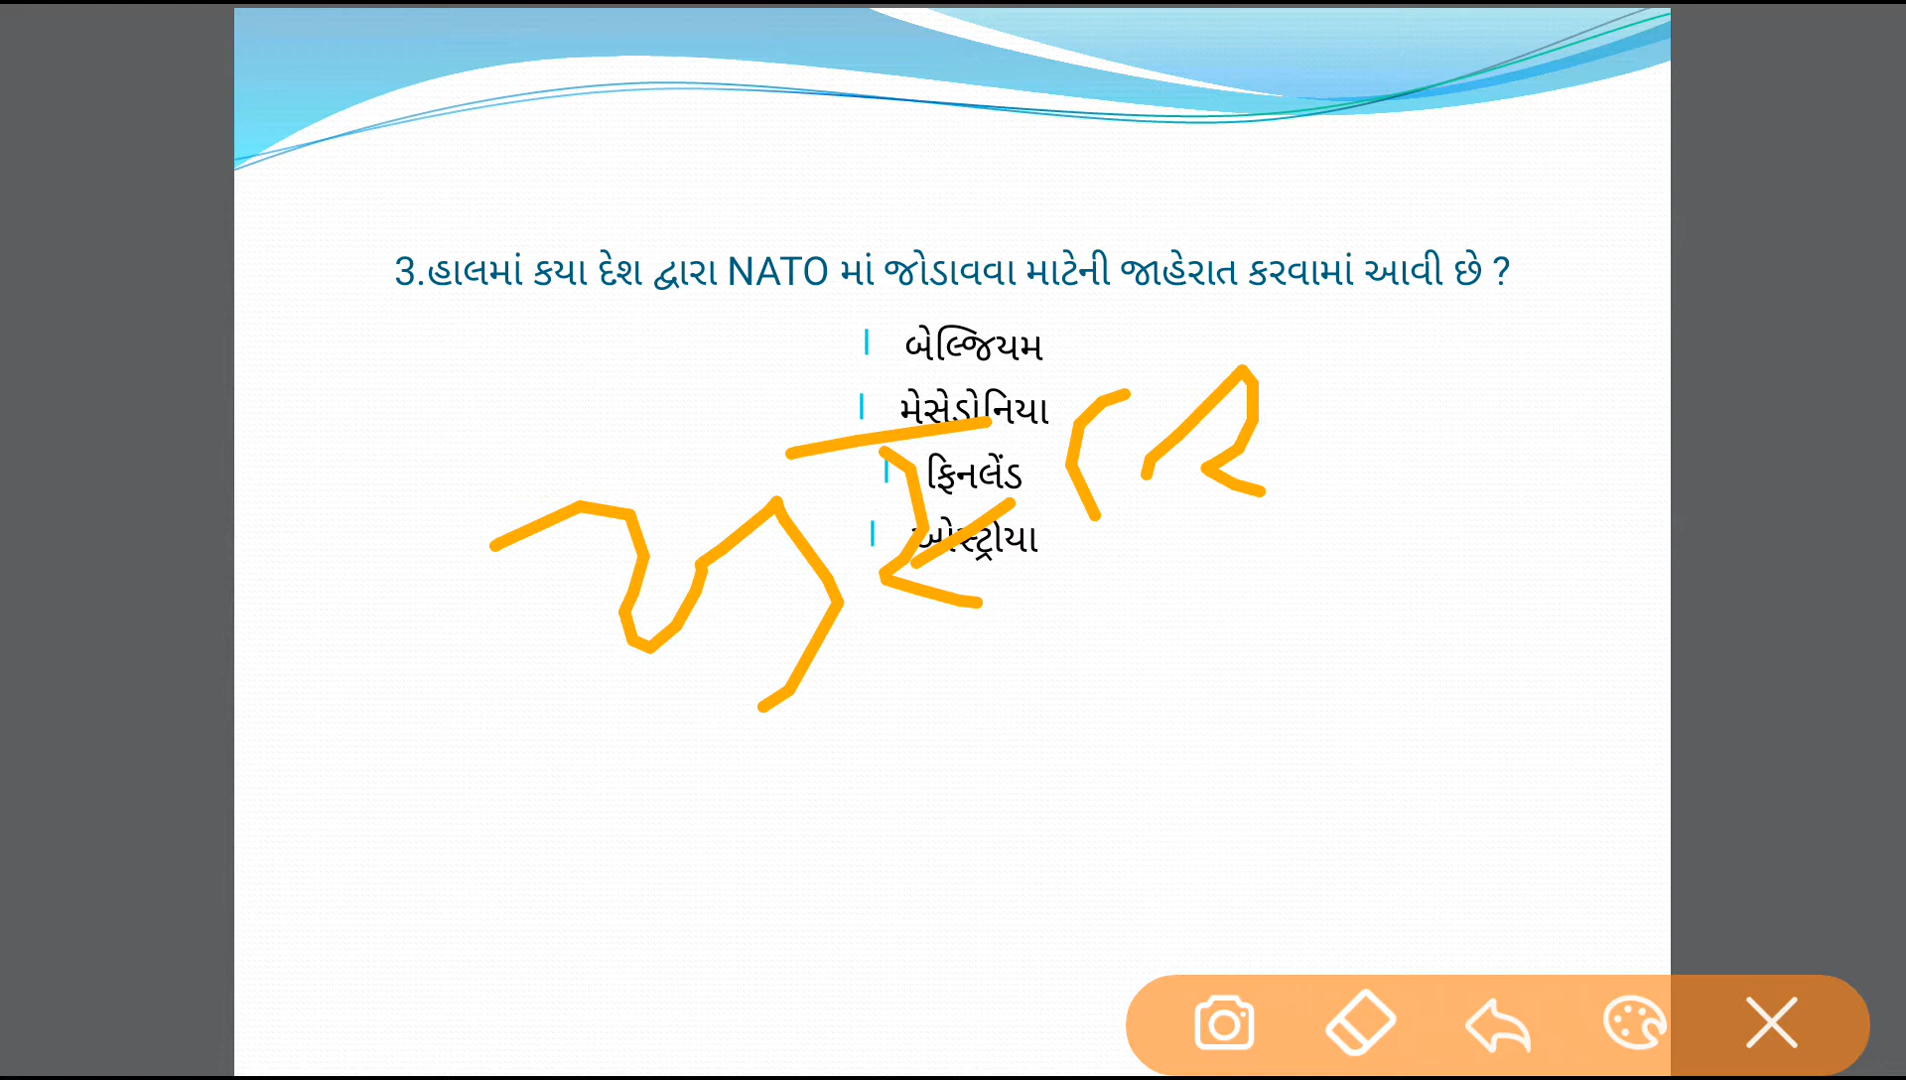 3.હાલમાં કયા દેશ દ્વારા NATO માં જોડાવવા માટેની જાહેરાત કરવામાં આવી છે ?
બેલ્જિયમ
મેસેડોનિયા
ફિનલેંડ
ઓસ્ટ્રીયા